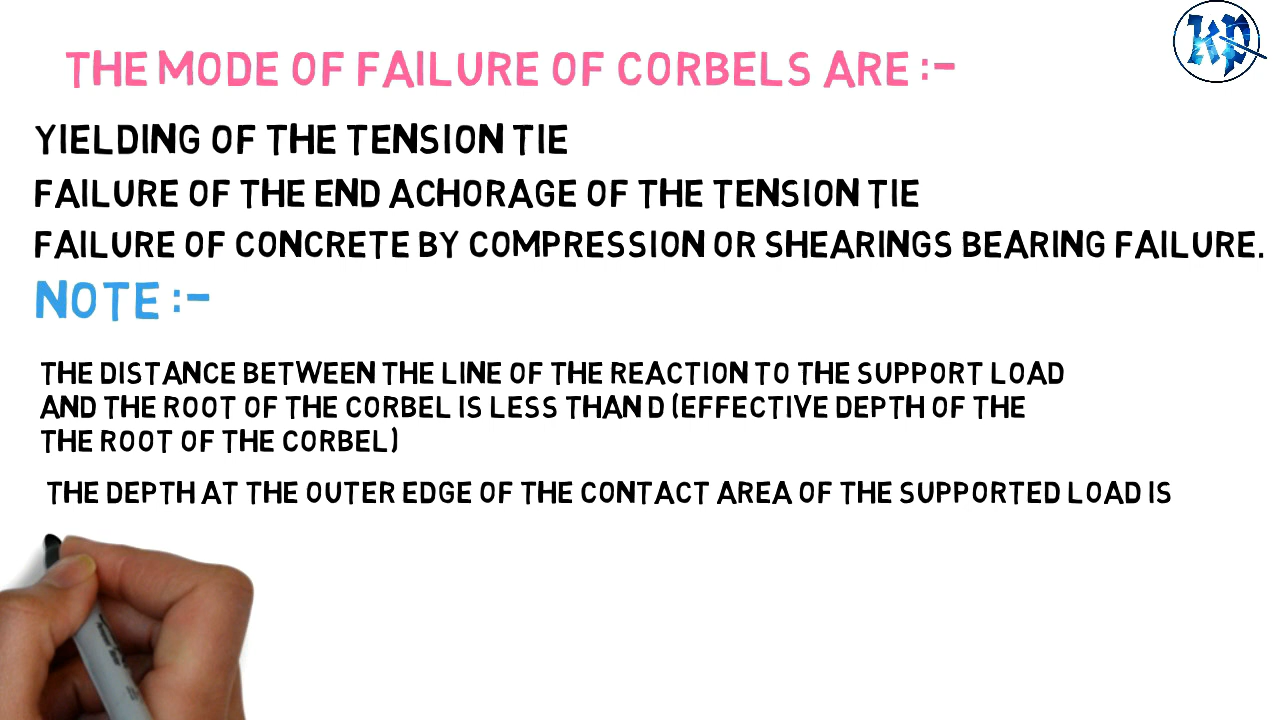 THE MODE OF FAILURE OF CORBELS ARE :-
YIELDING OF THE TENSION TIE
FAILURE OF THE END ACHORAGE OF THE TENSION TIE
FAILURE OF CONCRETE BY COMPRESSION OR SHEARINGS BEARING FAILURE.
NOTE :-
THE DISTANCE BETWEEN THE LINE OF THE REACTION TO THE SUPPORT LOAD
AND THE ROOT OF THE CORBEL IS LESS THAN D (EFFECTIVE DEPTH OF THE
THE ROOT OF THE CORBEL)
THE DEPTH AT THE OUTER EDGE OF THE CONTACT AREA OF THE SUPPORTED LOAD IS